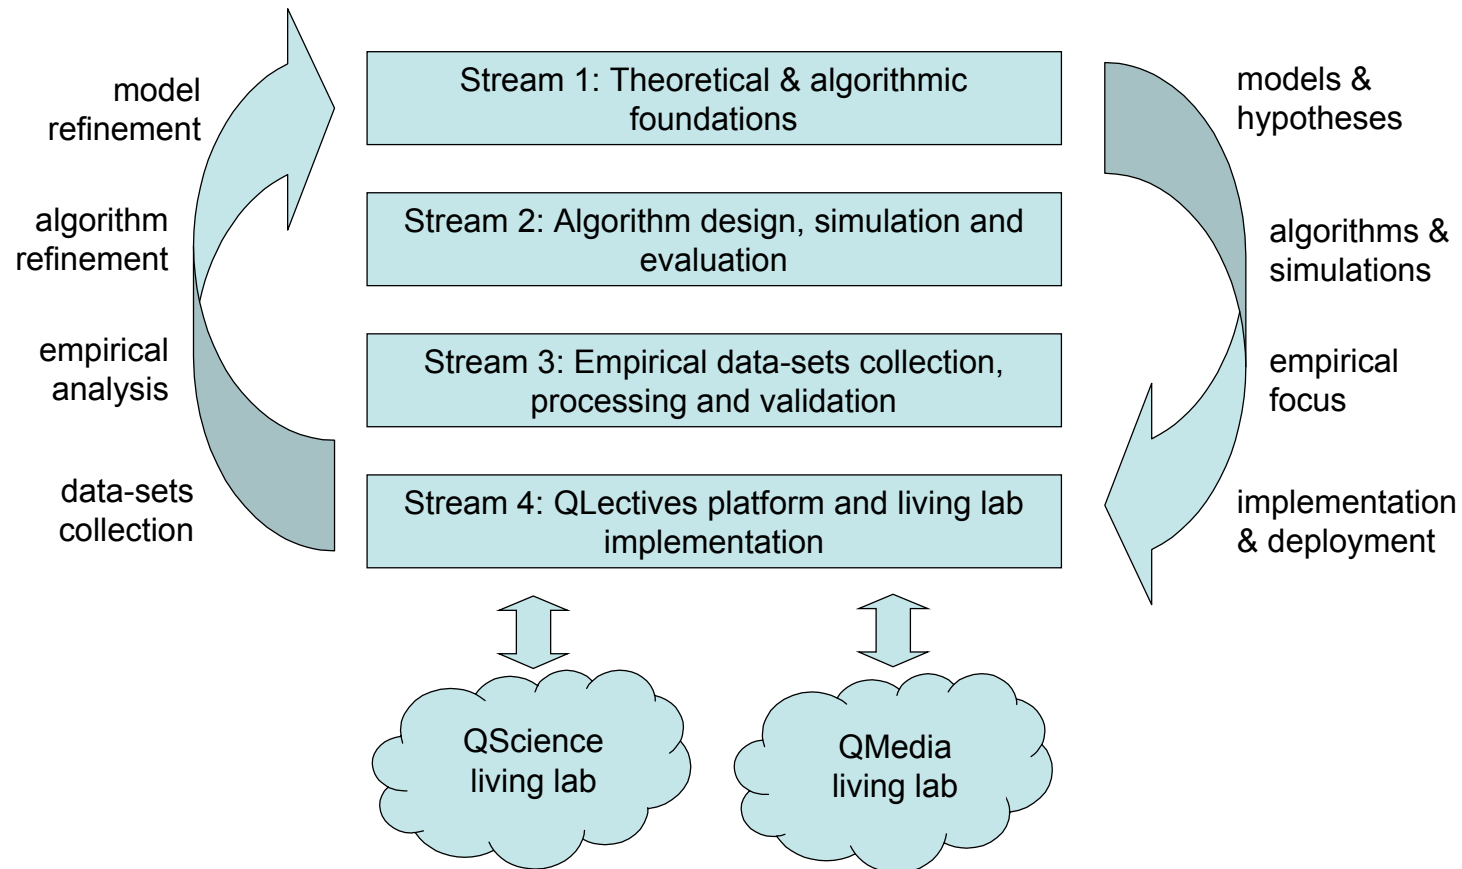 model
refinement
Stream 1: Theoretical & algorithmic
foundations
models &
hypotheses
algorithm
refinement
Stream 2: Algorithm design, simulation and
evaluation
algorithms &
simulations
empirical
analysis
Stream 3: Empirical data-sets collection,
processing and validation
empirical
focus
data-sets
collection
Stream 4: QLectives platform and living lab
implementation
implementation
& deployment
QScience
living lab
QMedia
living lab